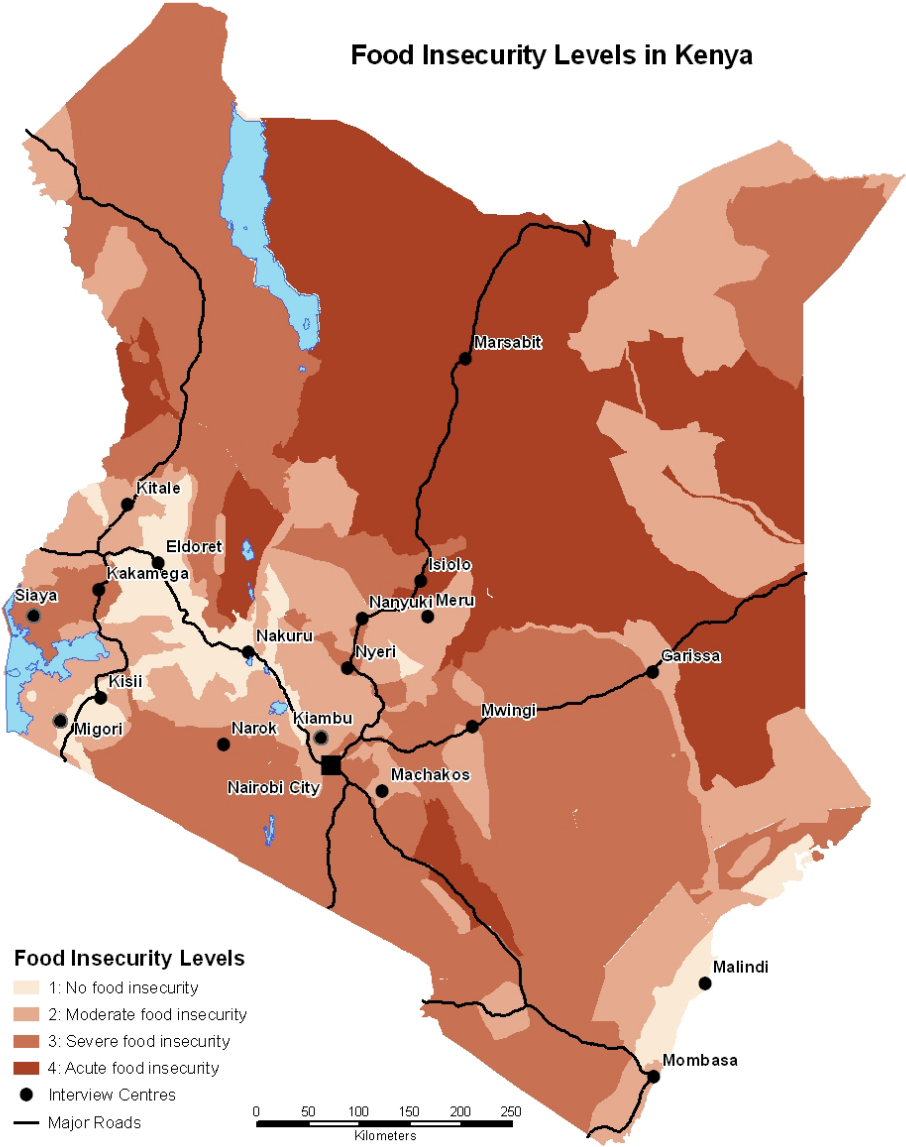 Food Insecurity Levels in Kenya
Marsabit
Kitale
Eldoret
Isiolo
Kakamega
Siaya
Nanyuki
Meru
Nakuru
Nyeri
Garissa
Kisii
Mwingi
Kiambu
Migori
Narok
Machakos
Nairobi City
Food Insecurity Levels
1: No food insecurity
2: Moderate food insecurity
3: Severe food insecurity
4: Acute food insecurity
Interview Centres
Major Roads
Malindi
Mombasa
0 50 100 150 200 250
Kilometers